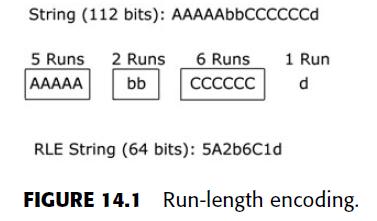 String (112 bits): AAAAAbbCCCCCCd
5 Runs 2 Runs 6 Runs 1 Run
AAAAA bb CCCCCC d
RLE String (64 bits): 5A2b6C1d
FIGURE 14.1 Run-length encoding.